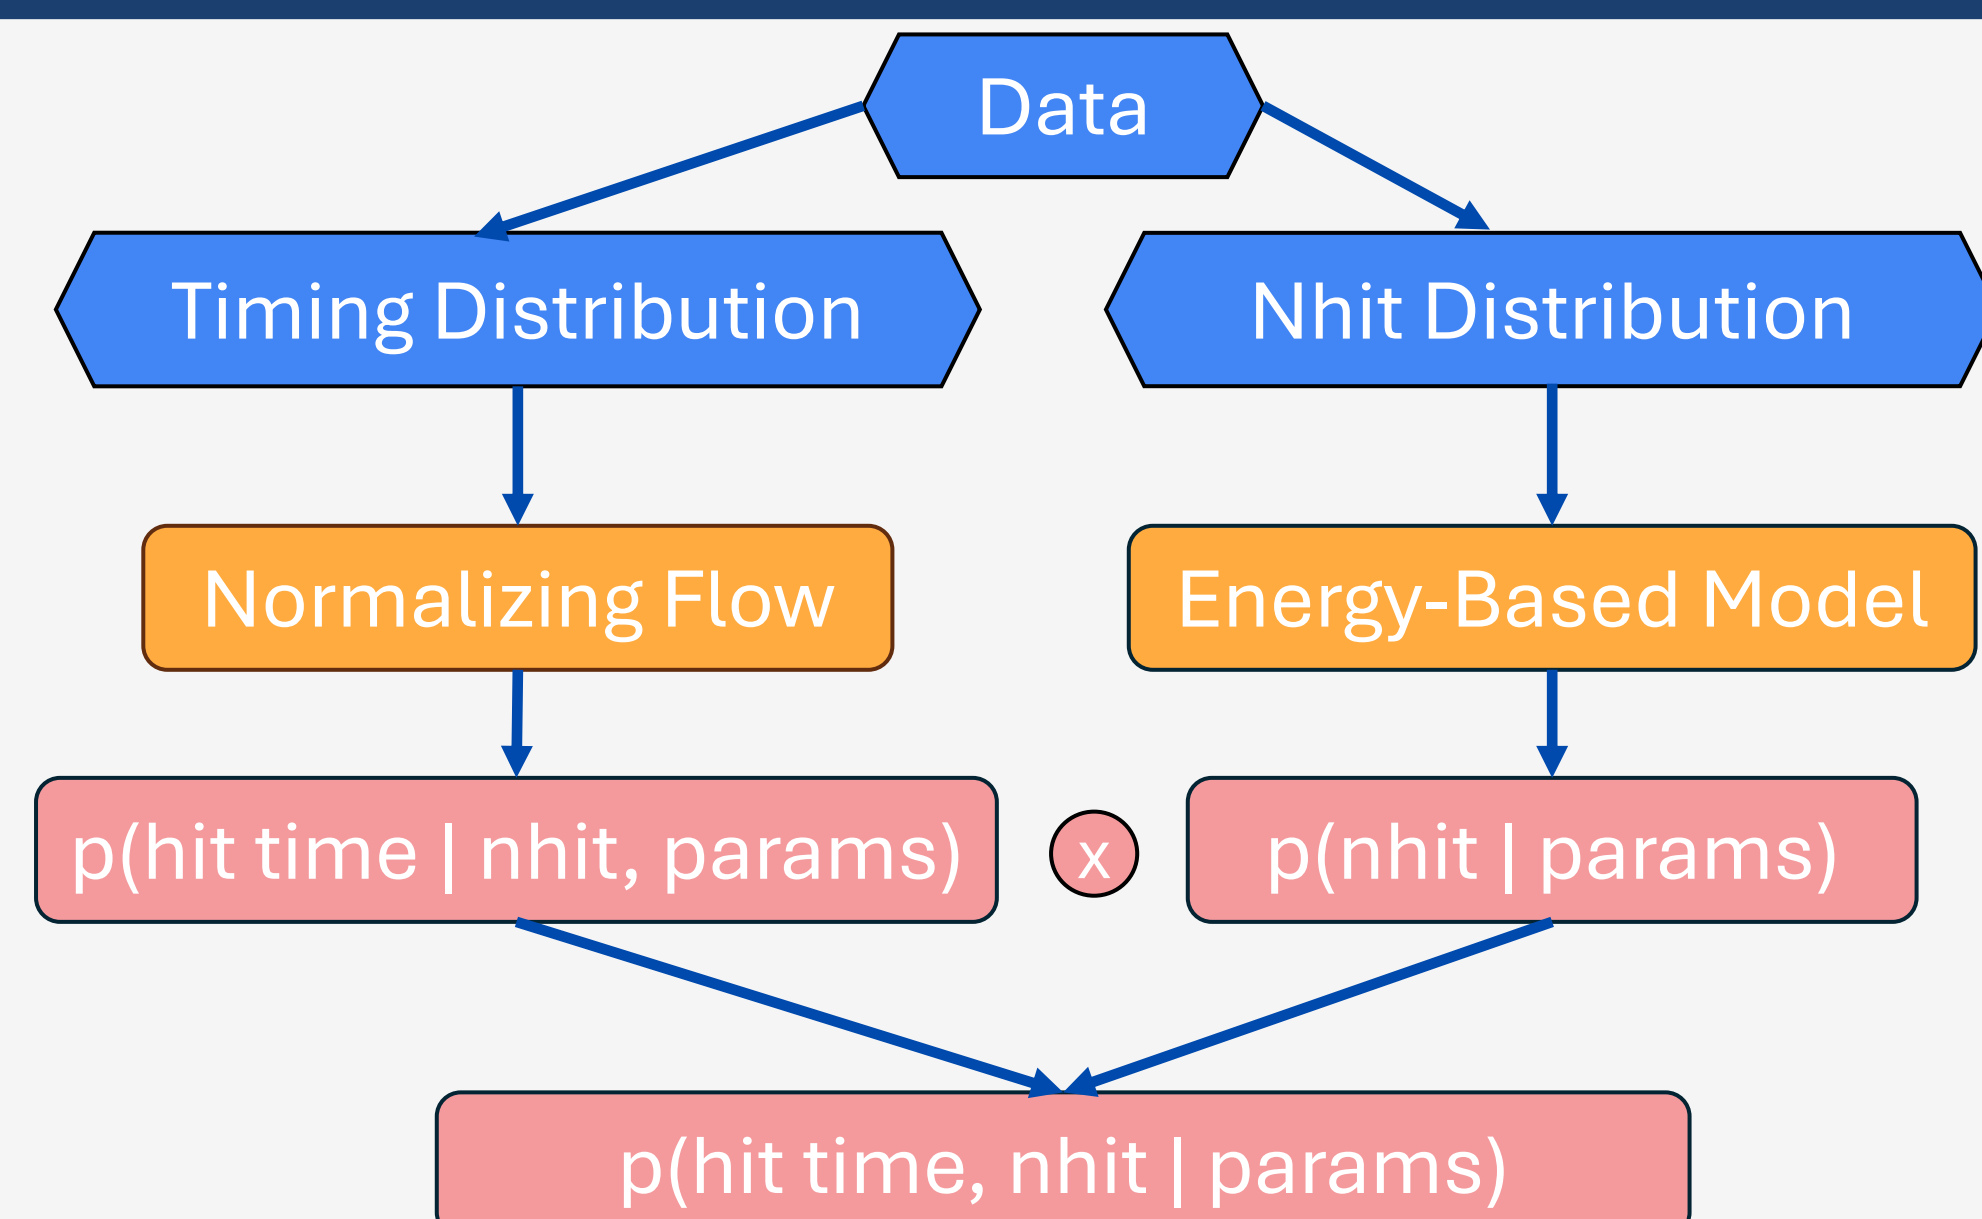 Data
Timing Distribution
Nhit Distribution
Normalizing Flow
Energy-Based Model
p(hit time | nhit, params)
x
p(nhit | params)
p(hit time, nhit | params)